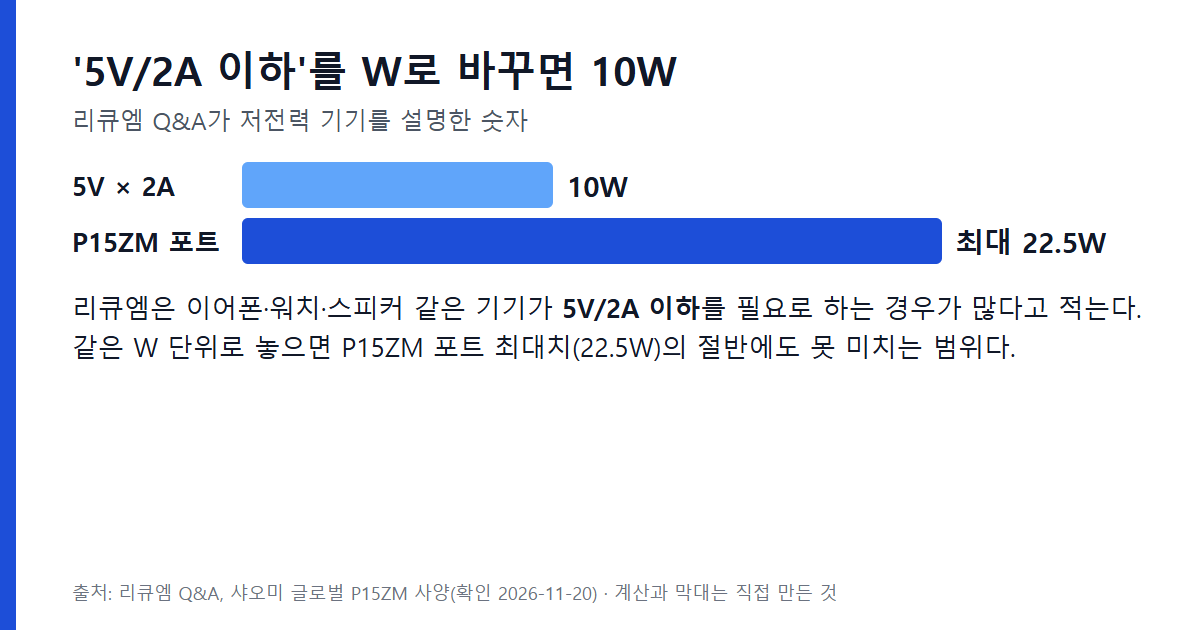 '5V/2A 이하'를 W로 바꾸면 10W
리큐엠 Q&A가 저전력 기기를 설명한 숫자
5V × 2A 10W
P15ZM 포트 최대 22.5W
리큐엠은 이어폰·워치·스피커 같은 기기가 5V/2A 이하를 필요로 하는 경우가 많다고 적는다.
같은 W 단위로 놓으면 P15ZM 포트 최대치(22.5W)의 절반에도 못 미치는 범위다.
출처: 리큐엠 Q&A, 샤오미 글로벌 P15ZM 사양(확인 2026-11-20) · 계산과 막대는 직접 만든 것